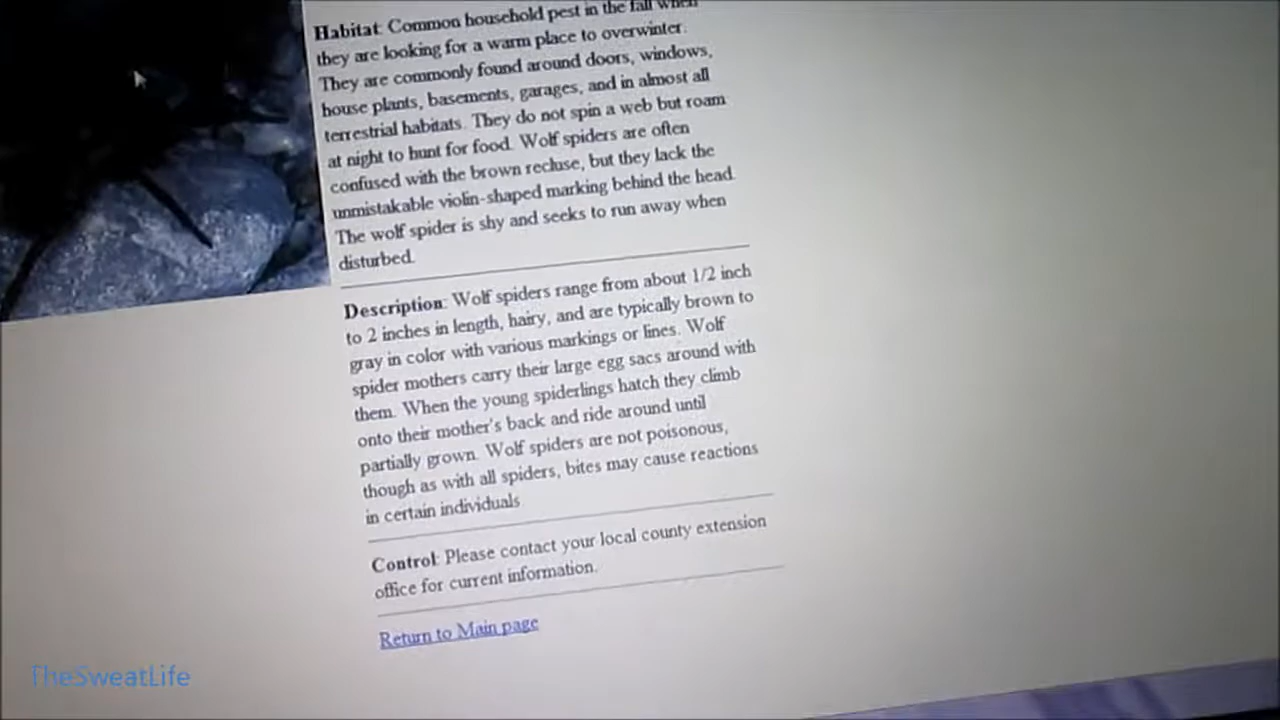 Habitat: Common household pest in the fall when
they are looking for a warm place to overwinter.
They are commonly found around doors, windows,
house plants, basements, garages, and in almost all
terrestrial habitats. They do not spin a web but roam
at night to hunt for food. Wolf spiders are often
confused with the brown recluse, but they lack the
unmistakable violin-shaped marking behind the head.
The wolf spider is shy and seeks to run away when
disturbed.
Description: Wolf spiders range from about 1/2 inch
to 2 inches in length, hairy, and are typically brown to
gray in color with various markings or lines. Wolf
spider mothers carry their large egg sacs around with
them. When the young spiderlings hatch they climb
onto their mother's back and ride around until
partially grown. Wolf spiders are not poisonous,
though as with all spiders, bites may cause reactions
in certain individuals
Control: Please contact your local county extension
office for current information.
Return to Main page
TheSweatLife